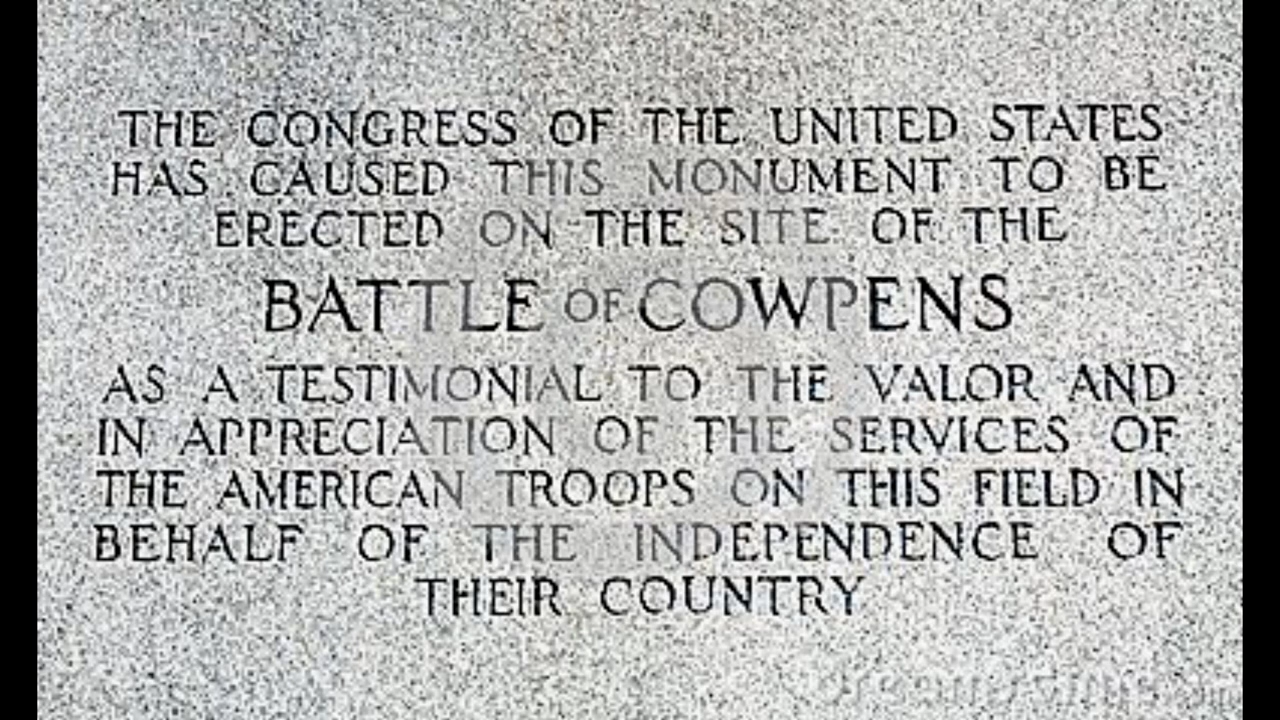 THE CONGRESS OF THE UNITED STATES
HAS CAUSED THIS MONUMENT TO BE
ERECTED ON THE SITE OF THE
BATTLE OF COWPENS
AS A TESTIMONIAL TO THE VALOR AND
IN APPRECIATION OF THE SERVICES OF
THE AMERICAN TROOPS ON THIS FIELD IN
BEHALF OF THE INDEPENDENCE OF
THEIR COUNTRY